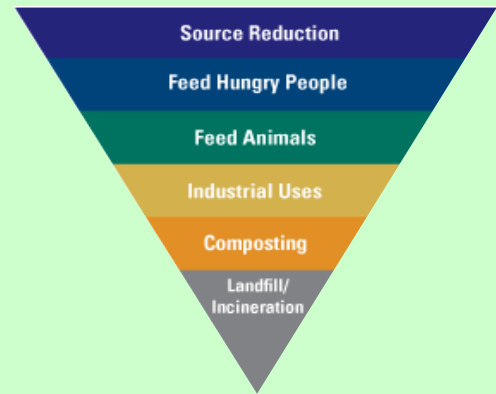 Source Reduction
Feed Hungry People
Feed Animals
Industrial Uses
Composting
Landfill/
Incineration